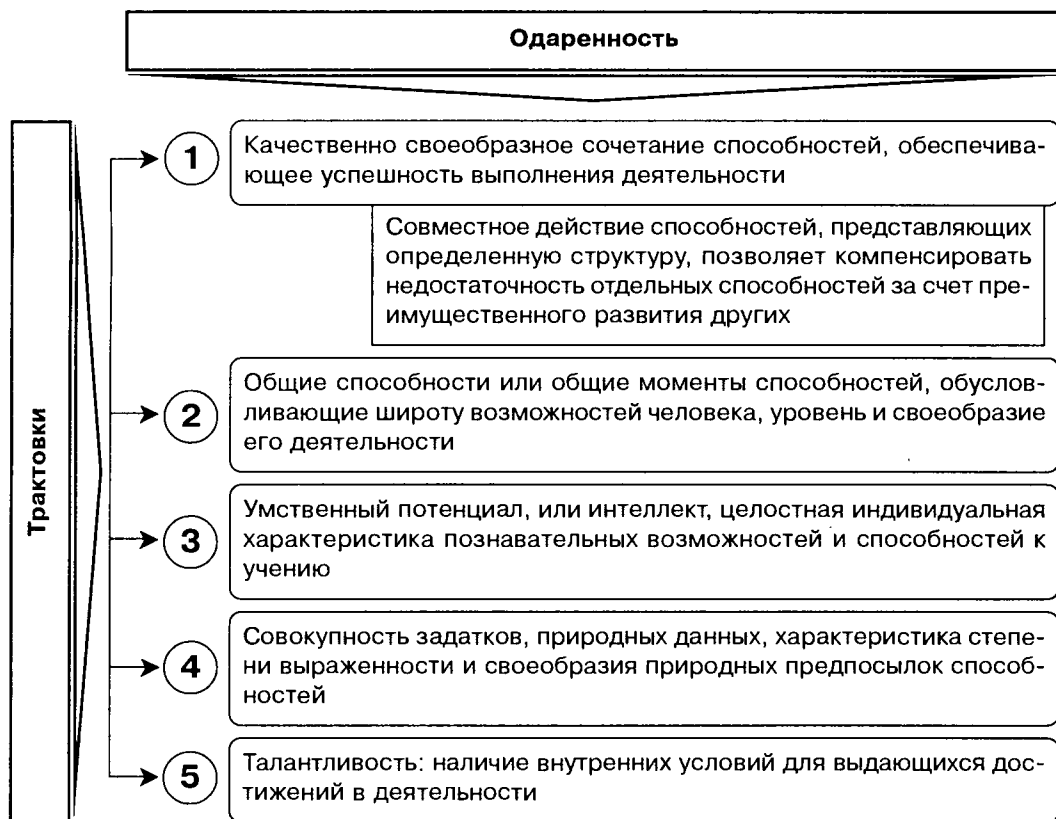 Одаренность
Трактовки
1
Качественно своеобразное сочетание способностей, обеспечива-
ющее успешность выполнения деятельности
Совместное действие способностей, представляющих
определенную структуру, позволяет компенсировать
недостаточность отдельных способностей за счет пре-
имущественного развития других
2
Общие способности или общие моменты способностей, обуслов-
ливающие широту возможностей человека, уровень и своеобразие
его деятельности
3
Умственный потенциал, или интеллект, целостная индивидуальная
характеристика познавательных возможностей и способностей к
учению
4
Совокупность задатков, природных данных, характеристика степе-
ни выраженности и своеобразия природных предпосылок способ-
ностей
5
Талантливость: наличие внутренних условий для выдающихся дос-
тижений в деятельности